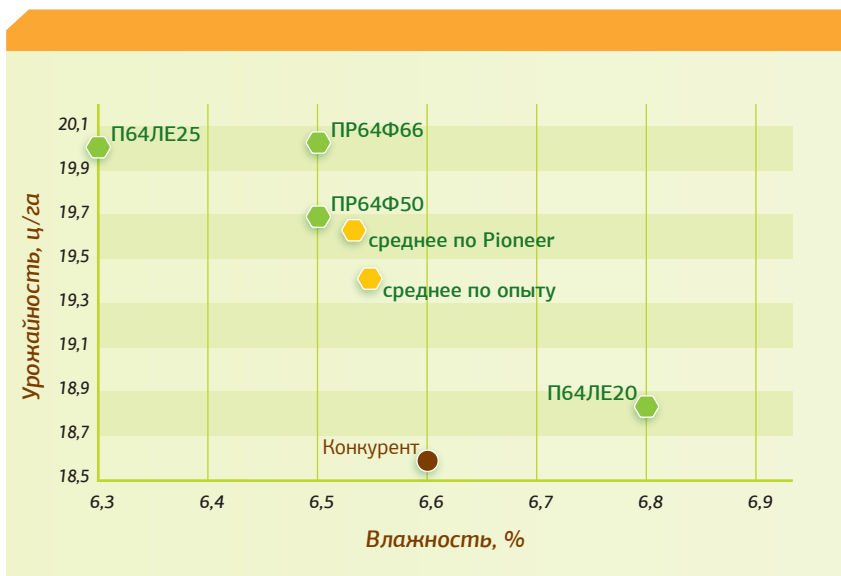 20,1
П64ЛЕ25
ПР64Ф66
19,9
19,7
ПР64Ф50
среднее по Pioneer
19,5
среднее по опыту
19,3
19,1
18,9
П64ЛЕ20
18,7
Конкурент
18,5
6,3 6,4 6,5 6,6 6,7 6,8 6,9
Урожайность, ц/га
Влажность, %